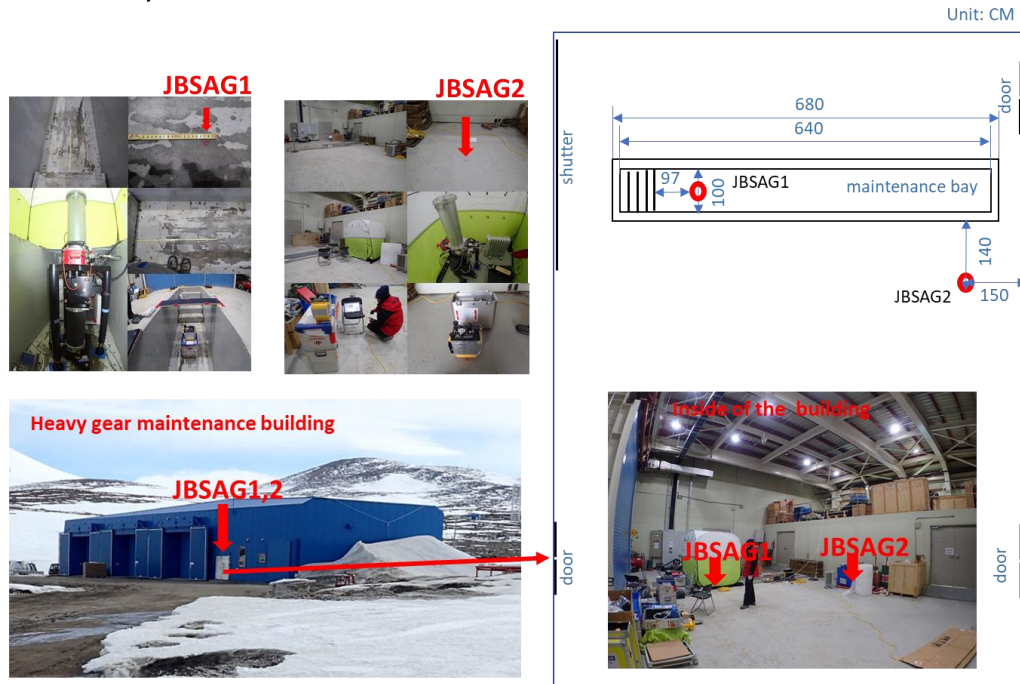 Unit: CM
JBSAG1
JBSAG2
shutter
door
680
640
97
100
JBSAG1
maintenance bay
140
JBSAG2
150
Heavy gear maintenance building
JBSAG1,2
Inside of the building
JBSAG1
JBSAG2
door
door